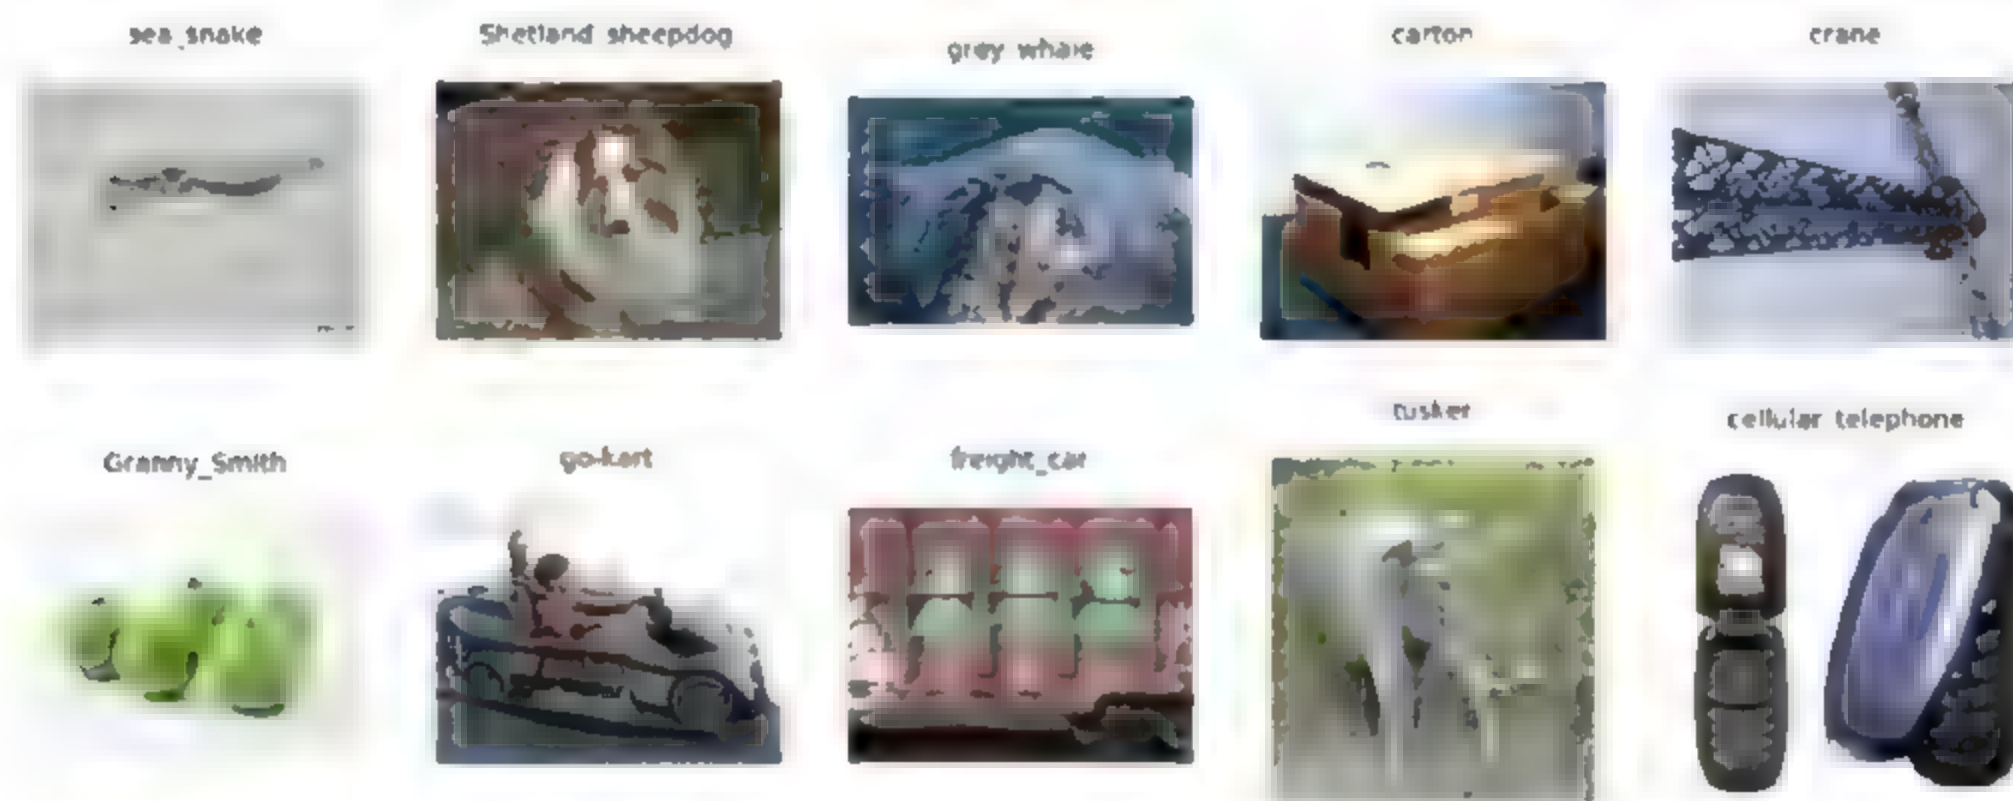 sea_snake
Shetland sheepdog
grey whale
carton
crane
Granny_Smith
go-kart
freight_car
tusker
cellular telephone